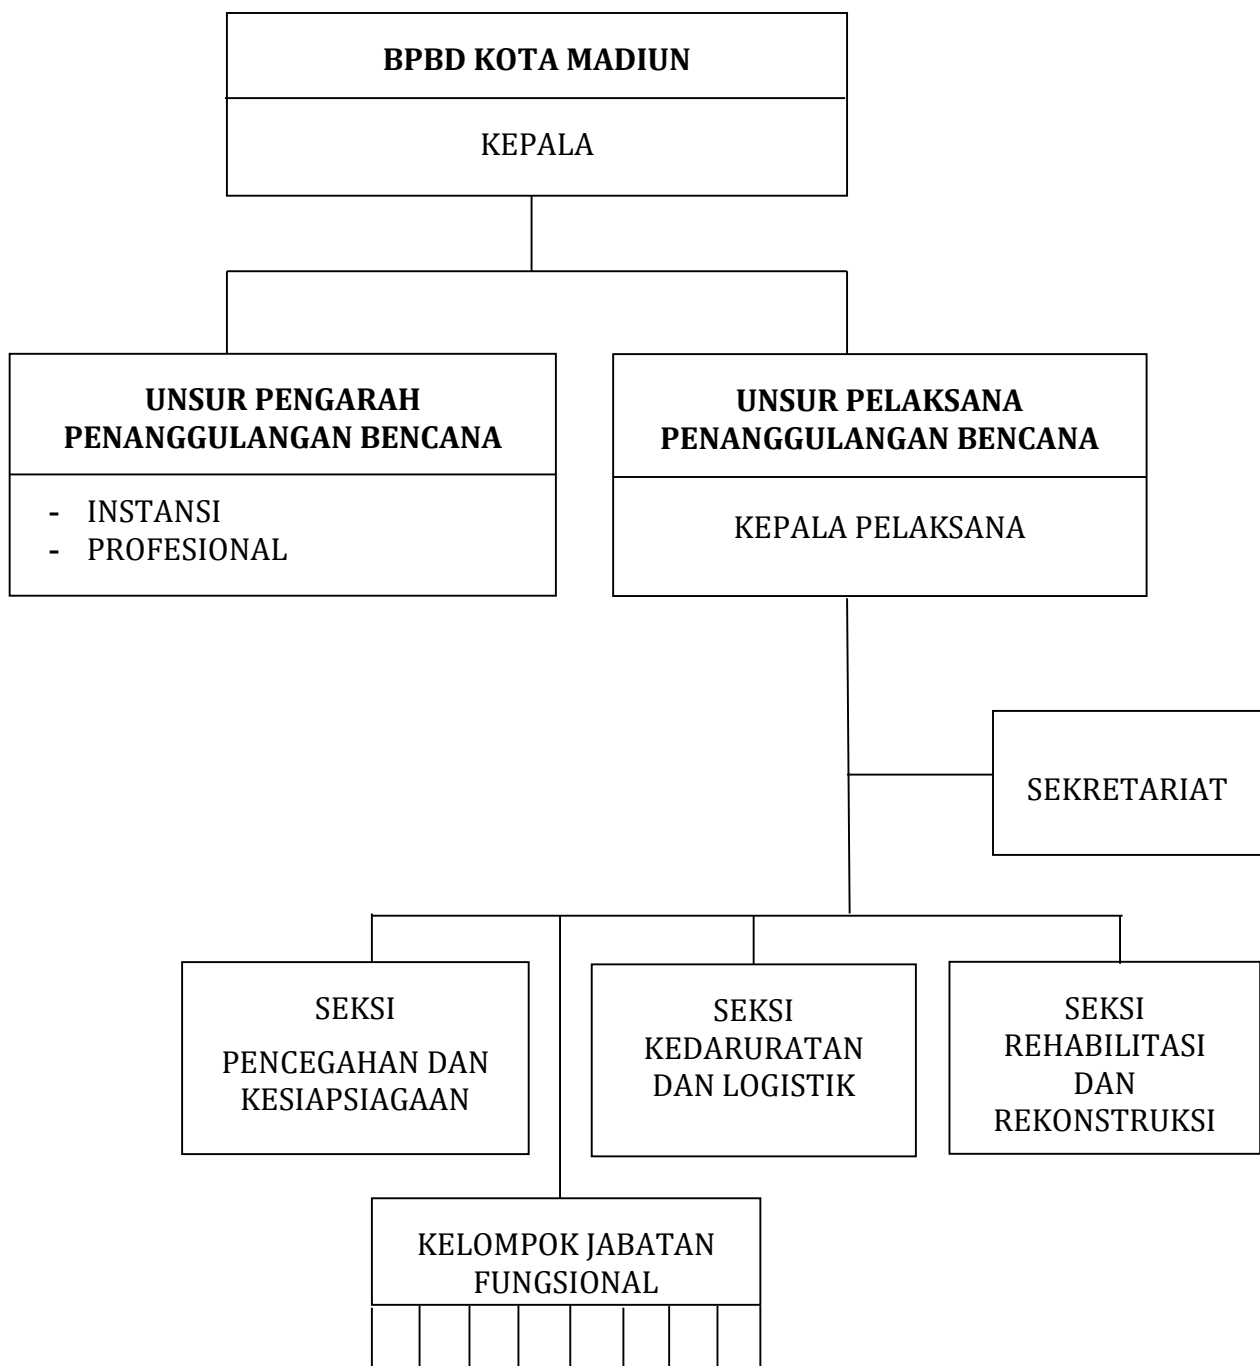 BPBD KOTA MADIUN
KEPALA
UNSUR PENGARAH
PENANGGULANGAN BENCANA
- INSTANSI
- PROFESIONAL
UNSUR PELAKSANA
PENANGGULANGAN BENCANA
KEPALA PELAKSANA
SEKRETARIAT
SEKSI
PENCEGAHAN DAN
KESIAPSIAGAAN
SEKSI
KEDARURATAN
DAN LOGISTIK
SEKSI
REHABILITASI
DAN
REKONSTRUKSI
KELOMPOK JABATAN
FUNGSIONAL